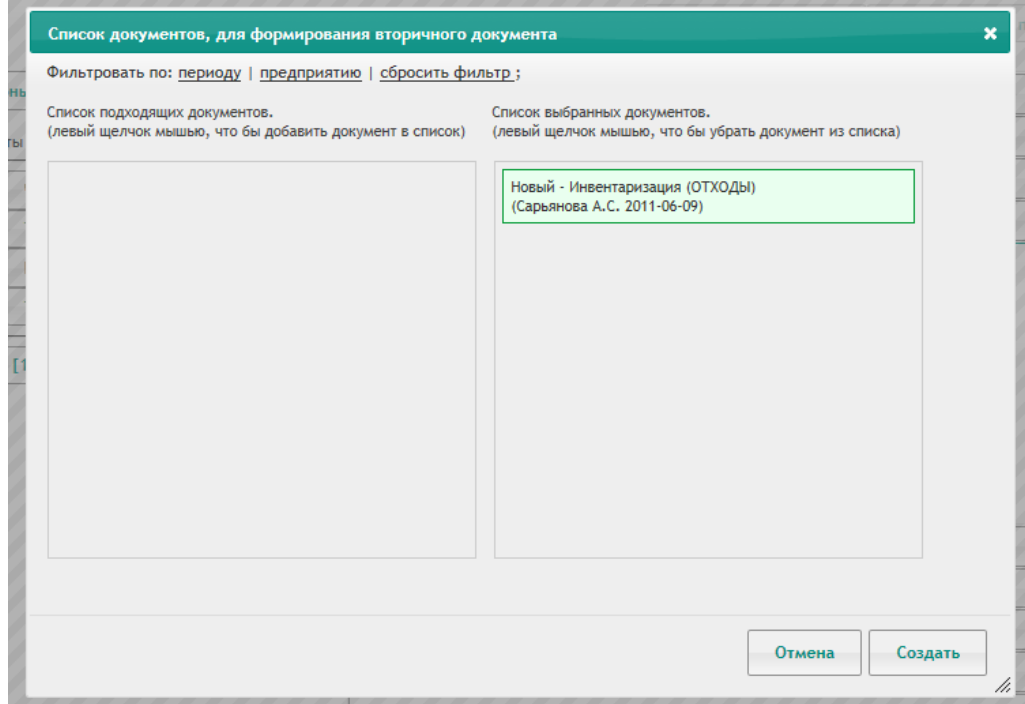 Список документов, для формирования вторичного документа
Фильтровать по: периоду | предприятию | сбросить фильтр ;
Список подходящих документов.
(левый щелчок мышью, что бы добавить документ в список)
Список выбранных документов.
(левый щелчок мышью, что бы убрать документ из списка)
Новый - Инвентаризация (ОТХОДЫ)
(Сарьянова А.С. 2011-06-09)
Отмена
Создать